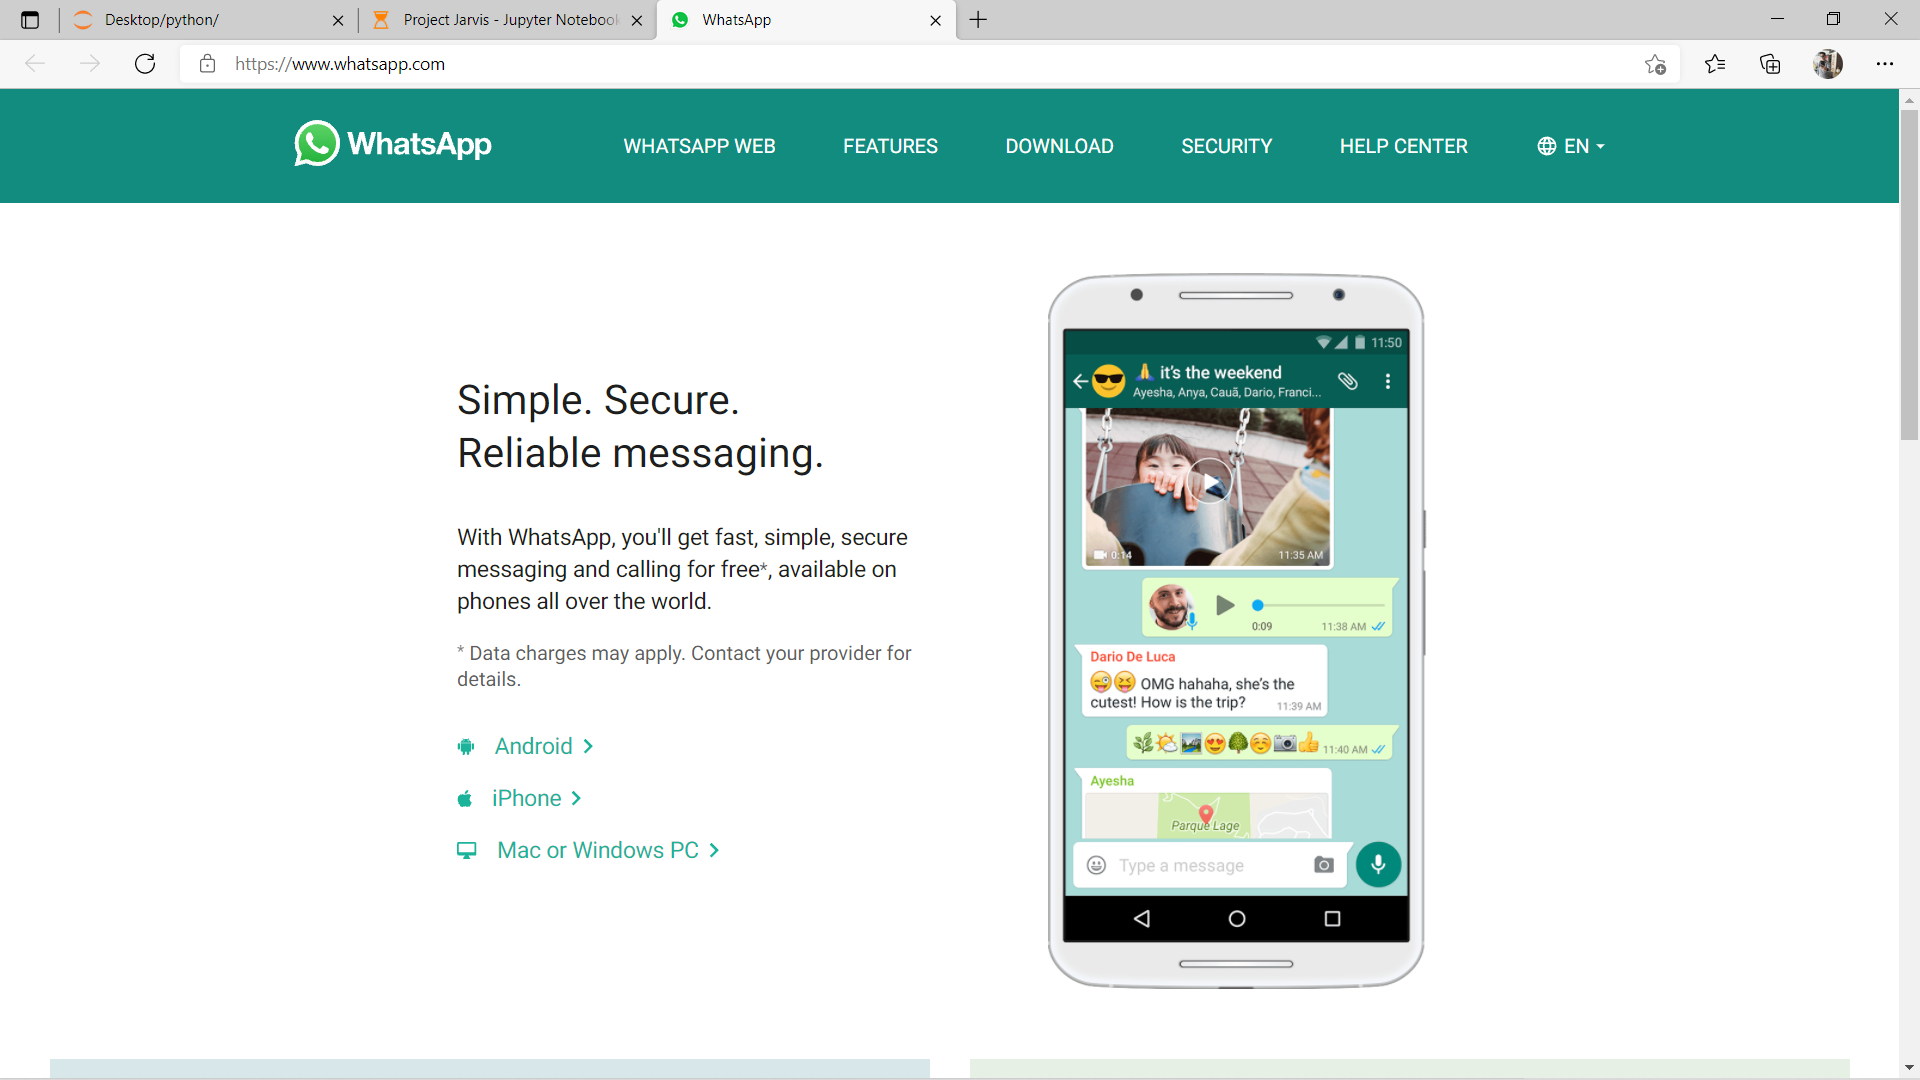 Desktop/python/
Project Jarvis - Jupyter Notebook
WhatsApp
https://www.whatsapp.com
WhatsApp
WHATSAPP WEB
FEATURES
DOWNLOAD
SECURITY
HELP CENTER
EN
Simple. Secure.
Reliable messaging.
With WhatsApp, you'll get fast, simple, secure
messaging and calling for free*, available on
phones all over the world.
* Data charges may apply. Contact your provider for
details.
Android
iPhone
Mac or Windows PC
11:50
🙏 it's the weekend
Ayesha, Anya, Cauã, Dario, Franci...
0:14
11:35 AM
0:09
11:38 AM
Dario De Luca
😜😝 OMG hahaha, she's the
cutest! How is the trip?
11:39 AM
🌿🌤🏞😍🌳☺📷👍 11:40 AM
Ayesha
Parque Lage
Type a message